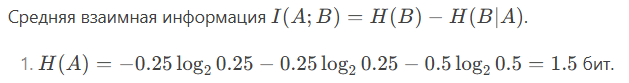 Средняя взаимная информация I(A; B) = H(B) − H(B|A).
1. H(A) = −0.25 log₂ 0.25 − 0.25 log₂ 0.25 − 0.5 log₂ 0.5 = 1.5 бит.